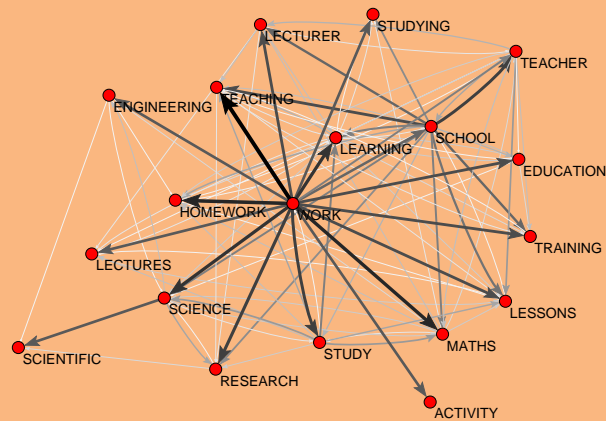 STUDYING
LECTURER
TEACHER
TEACHING
ENGINEERING
SCHOOL
LEARNING
EDUCATION
HOMEWORK
WORK
TRAINING
LECTURES
SCIENCE
LESSONS
MATHS
STUDY
SCIENTIFIC
RESEARCH
ACTIVITY